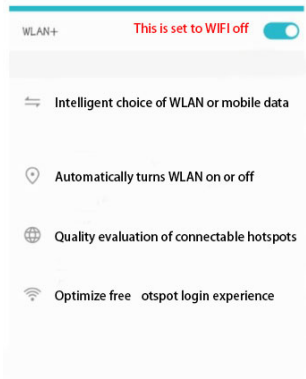 WLAN+
This is set to WIFI off
Intelligent choice of WLAN or mobile data
Automatically turns WLAN on or off
Quality evaluation of connectable hotspots
Optimize free otspot login experience